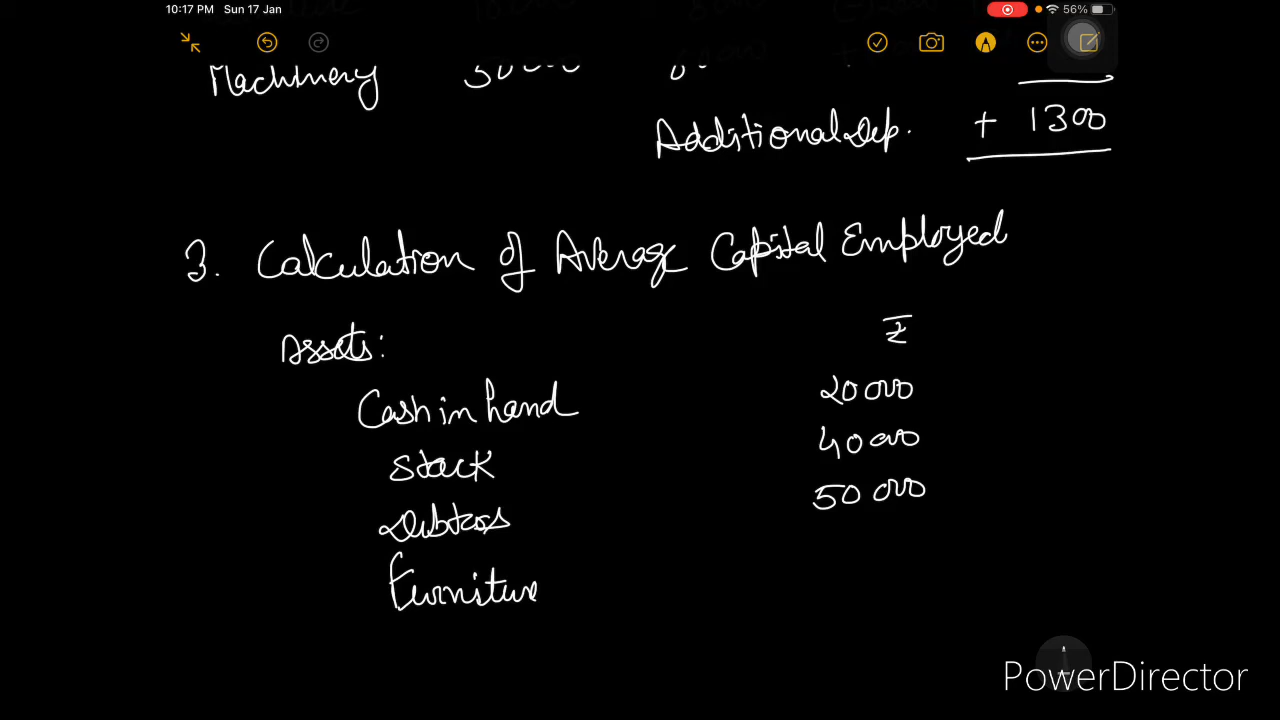 10:17 PM Sun 17 Jan 56%
Machinery
Additional Dep. + 1300
3. Calculation of Average Capital Employed
Assets: ₹
Cash in hand 20000
Stock 40000
Debtors 50000
Furniture
PowerDirector